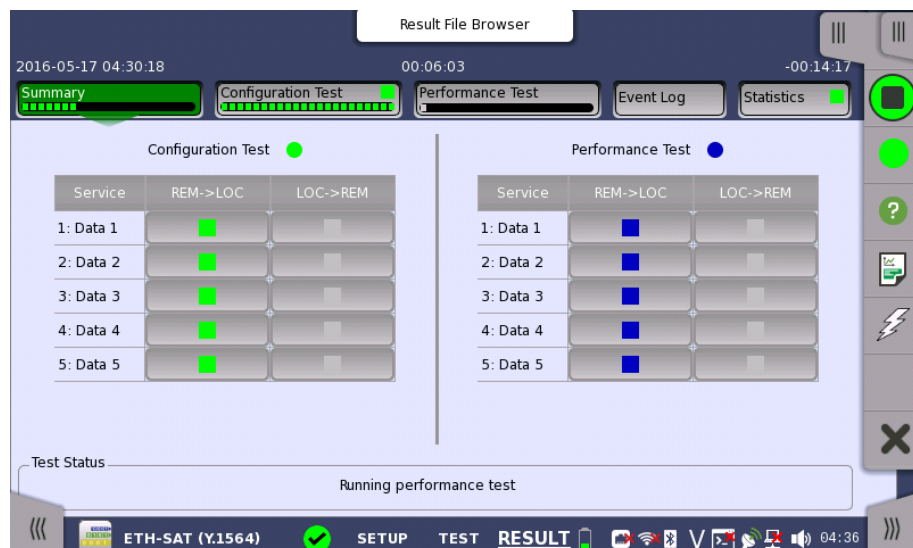 Result File Browser
2016-05-17 04:30:18 00:06:03 -00:14:17
Summary Configuration Test Performance Test Event Log Statistics
Configuration Test Performance Test
Service REM->LOC LOC->REM Service REM->LOC LOC->REM
1: Data 1 1: Data 1
2: Data 2 2: Data 2
3: Data 3 3: Data 3
4: Data 4 4: Data 4
5: Data 5 5: Data 5
Test Status
Running performance test
ETH-SAT (Y.1564) SETUP TEST RESULT V 04:36